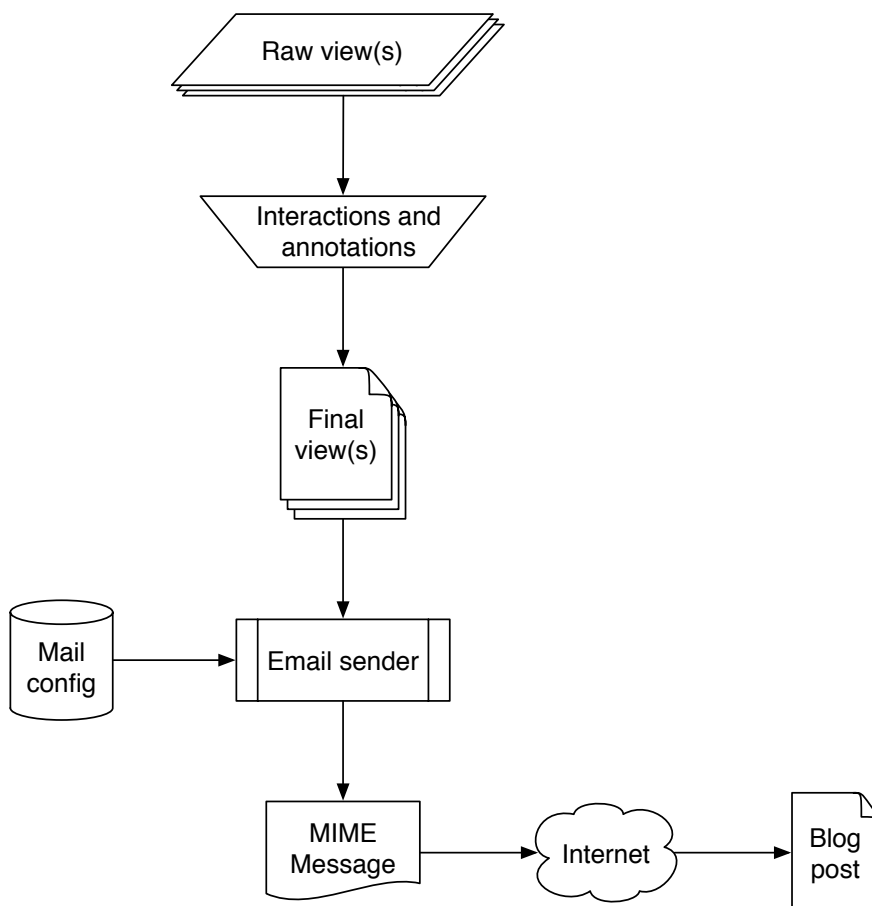 Raw view(s)
Interactions and
annotations
Final
view(s)
Mail
config
Email sender
MIME
Message
Internet
Blog
post